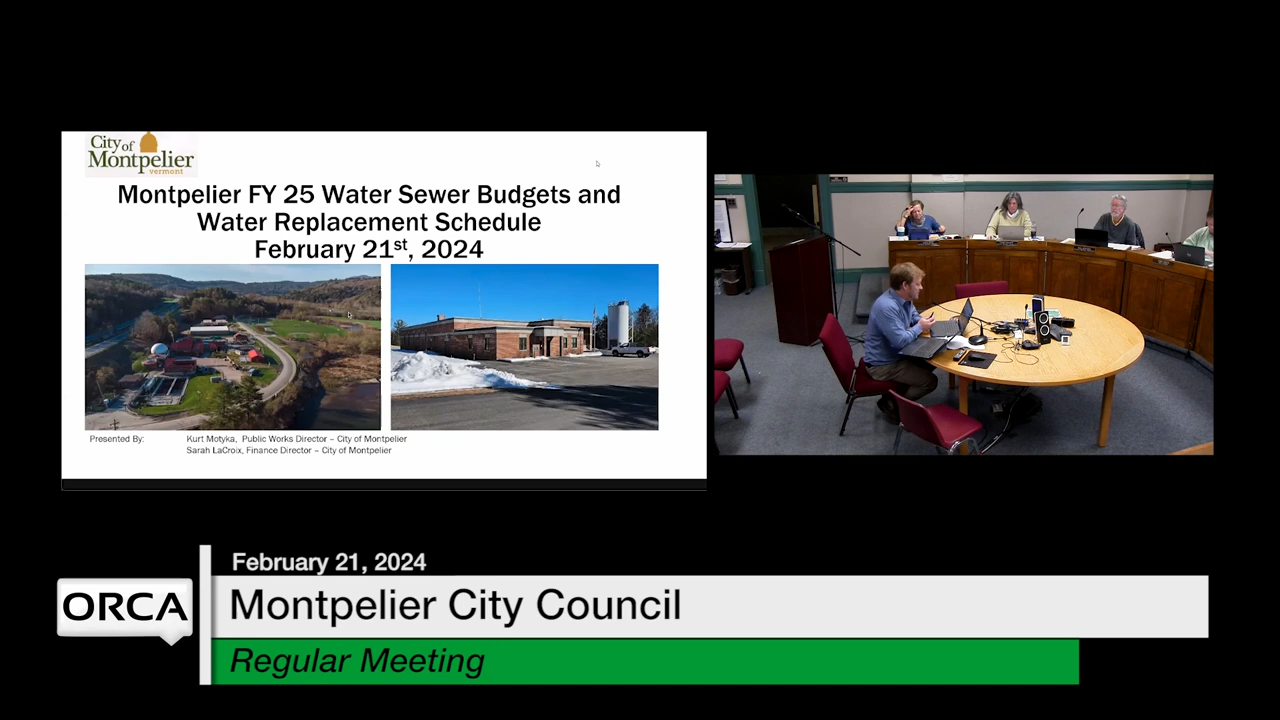 City of
Montpelier
vermont
Montpelier FY 25 Water Sewer Budgets and
Water Replacement Schedule
February 21st, 2024
Presented By: Kurt Motyka, Public Works Director – City of Montpelier
Sarah LaCroix, Finance Director – City of Montpelier
February 21, 2024
ORCA
Montpelier City Council
Regular Meeting